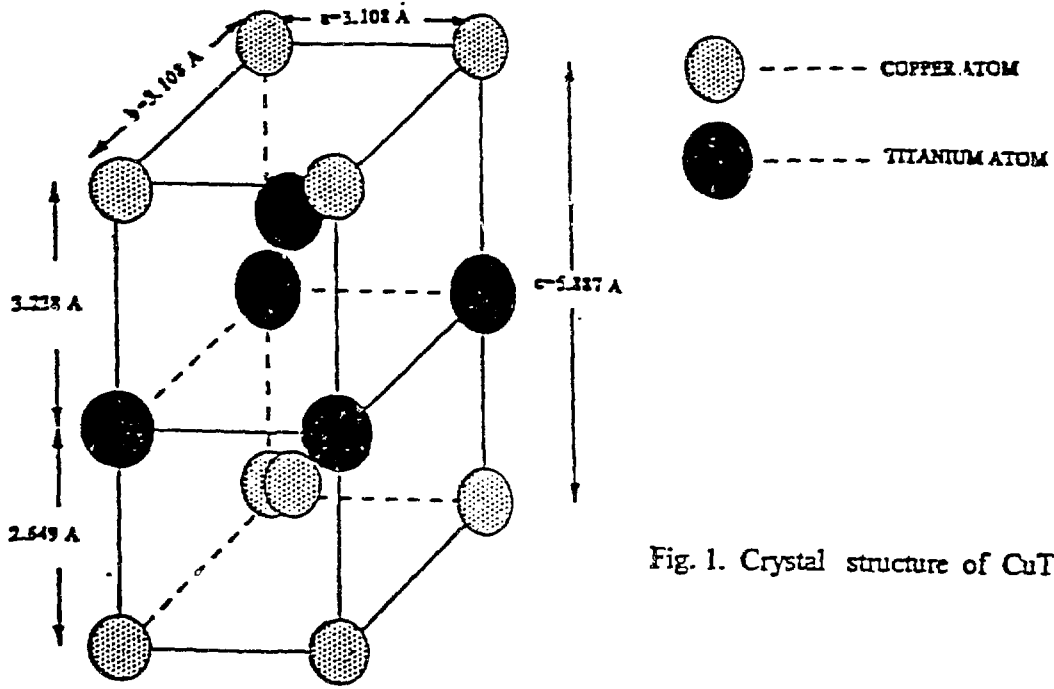 a=3.108 Å
b=3.108 A
COPPER ATOM
TITANIUM ATOM
3.238 A
c=5.887 A
2.649 A
Fig. 1. Crystal structure of CuT